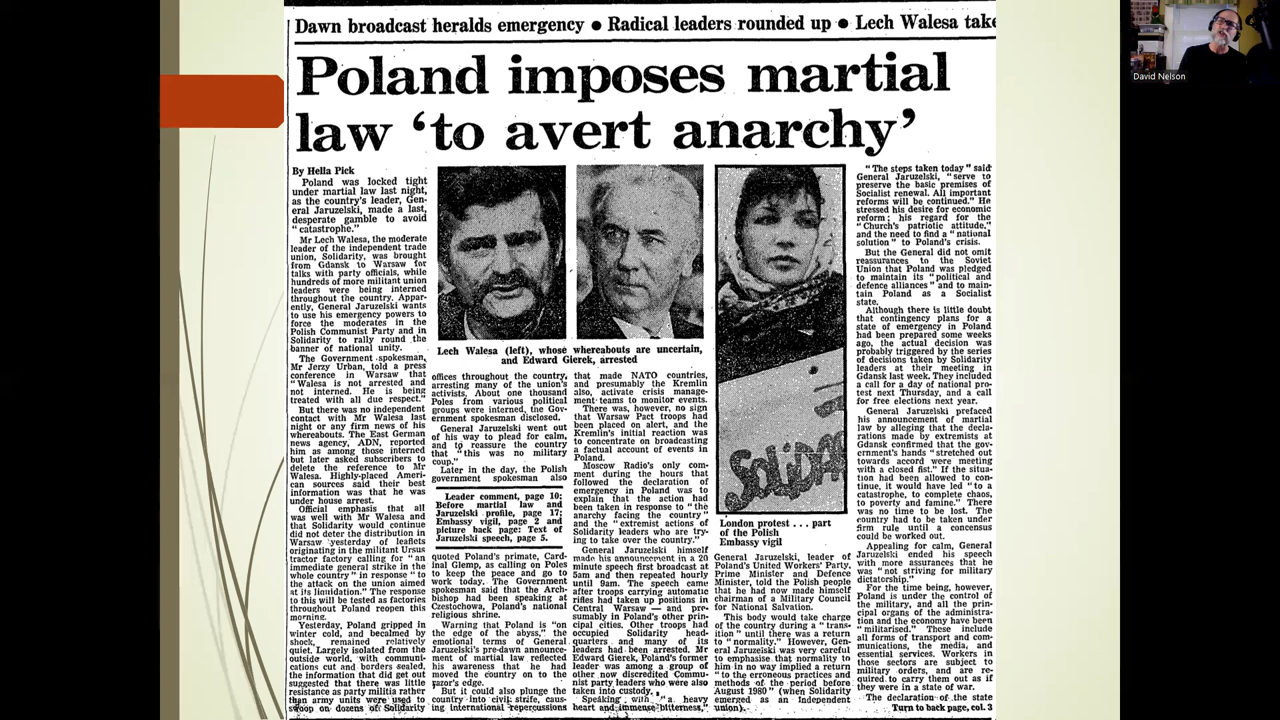 Dawn broadcast heralds emergency ● Radical leaders rounded up ● Lech Walesa take
Poland imposes martial
law ‘to avert anarchy’
By Hella Pick
Poland was locked tight
under martial law last night,
as the country's leader, Gen-
eral Jaruzelski, made a last,
desperate gamble to avoid
“ catastrophe.”
Mr Lech Walesa, the moderate
leader of the independent trade
union, Solidarity, was brought
from Gdansk to Warsaw for
talks with party officials, while
hundreds of more militant union
leaders were being interned
throughout the country. Appar-
ently, General Jaruzelski wants
to use his emergency powers to
force the moderates in the
Polish Communist Party and in
Solidarity to rally round the
banner of national unity.
The Government spokesman,
Mr Jerzy Urban, told a press
conference in Warsaw that
“Walesa is not arrested and
not interned. He is being
treated with all due respect.”
But there was no independent
contact with Mr Walesa last
night or any firm news of his
whereabouts. The East German
news agency, ADN, reported
him as among those interned
but later asked subscribers to
delete the reference to Mr
Walesa. Highly-placed Ameri-
can sources said their best
information was that he was
under house arrest.
Official emphasis that all
was well with Mr Walesa and
that Solidarity would continue
did not deter the distribution in
Warsaw yesterday of leaflets
originating in the militant Ursus
tractor factory calling for “an
immediate general strike in the
whole country” in response “ to
the attack on the union aimed
at its liquidation.” The response
to this will be tested as factories
throughout Poland reopen this
morning.
Yesterday, Poland gripped in
winter cold, and becalmed by
shock, remained relatively
quiet. Largely isolated from the
outside world, with communi-
cations cut and borders sealed,
the information that did get out
suggested that there was little
resistance as party militia rather
than army units were used to
swoop on dozens of Solidarity
Lech Walesa (left), whose whereabouts are uncertain,
and Edward Gierek, arrested
offices throughout the country,
arresting many of the union's
activists. About one thousand
Poles from various political
groups were interned, the Gov-
ernment spokesman disclosed.
General Jaruzelski went out
of his way to plead for calm,
and to reassure the country
that “this was no military
coup.”
Later in the day, the Polish
government spokesman also
Leader comment, page 10;
Before martial law and
Jaruzelski profile, page 17;
Embassy vigil, page 2 and
picture back page: Text of
Jaruzelski speech, page 5.
quoted Poland's primate, Card-
inal Glemp, as calling on Poles
to keep the peace and go to
work today. The Government
spokesman said that the Arch-
bishop had been speaking at
Czestochowa, Poland's national
religious shrine.
Warning that Poland is “on
the edge of the abyss,” the
emotional terms of General
Jaruzelski's pre-dawn announce-
ment of martial law reflected
his awareness that he had
moved the country on to the
razor's edge.
But it could also plunge the
country into civil strife, caus-
ing international repercussions
that made NATO countries,
and presumably the Kremlin
also, activate crisis manage-
ment teams to monitor events.
There was, however, no sign
that Warsaw Pact troops had
been placed on alert, and the
Kremlin's initial reaction was
to concentrate on broadcasting
a factual account of events in
Poland.
Moscow Radio's only com-
ment during the hours that
followed the declaration of
emergency in Poland was to
explain that the action had
been taken in response to “the
anarchy facing the country”
and the “extremist actions of
Solidarity leaders who are try-
ing to take over the country.”
General Jaruzelski himself
made his announcement in a 20
minute speech first broadcast at
5am and then repeated hourly
until 9am. The speech came
after troops carrying automatic
rifles had taken up positions in
Central Warsaw — and pre-
sumably in Poland's other prin-
cipal cities. Other troops had
occupied Solidarity head-
quarters and many of its
leaders had been arrested. Mr
Edward Gierek, Poland's former
leader was among a group of
other now discredited Commu-
nist party leaders who were also
taken into custody.
Speaking with “a heavy
heart and immense bitterness,”
SOLIDA
London protest . . . part
of the Polish
Embassy vigil
General Jaruzelski, leader of
Poland's United Workers' Party,
Prime Minister and Defence
Minister, told the Polish people
that he had now made himself
chairman of a Military Council
for National Salvation.
This body would take charge
of the country during a “ trans-
ition” until there was a return
to “normality.” However, Gen-
eral Jaruzelski was very careful
to emphasise that normality to
him in no way implied a return
“to the erroneous practices and
methods of the period before
August 1980” (when Solidarity
emerged as an Independent
union).
“The steps taken today” said
General Jaruzelski, “serve to
preserve the basic premises of
Socialist renewal. All important
reforms will be continued.” He
stressed his desire for economic
reform ; his regard for the
“Church's patriotic attitude,”
and the need to find a “national
solution” to Poland's crisis.
But the General did not omit
reassurances to the Soviet
Union that Poland was pledged
to maintain its “political and
defence alliances” and to main-
tain Poland as a Socialist
state.
Although there is little doubt
that contingency plans for a
state of emergency in Poland
had been prepared some weeks
ago, the actual decision was
probably triggered by the series
of decisions taken by Solidarity
leaders at their meeting in
Gdansk last week. They included
a call for a day of national pro-
test next Thursday, and a call
for free elections next year.
General Jaruzelski prefaced
his announcement of martial
law by alleging that the decla-
rations made by extremists at
Gdansk confirmed that the gov-
ernment's hands “stretched out
towards accord were meeting
with a closed fist.” If the situa-
tion had been allowed to con-
tinue, it would have led “to a
catastrophe, to complete chaos,
to poverty and famine.” There
was no time to be lost. The
country had to be taken under
firm rule until a concensus
could be worked out.
Appealing for calm, General
Jaruzelski ended his speech
with more assurances that he
was “not striving for military
dictatorship.”
For the time being, however,
Poland is under the control of
the military, and all the prin-
cipal organs of the administra-
tion and the economy have been
“militarised.” These include
all forms of transport and com-
munications, the media, and
essential services. Workers in
those sectors are subject to
military orders, and are re-
quired to carry them out as if
they were in a state of war.
The declaration of the state
Turn to back page, col. 3
David Nelson